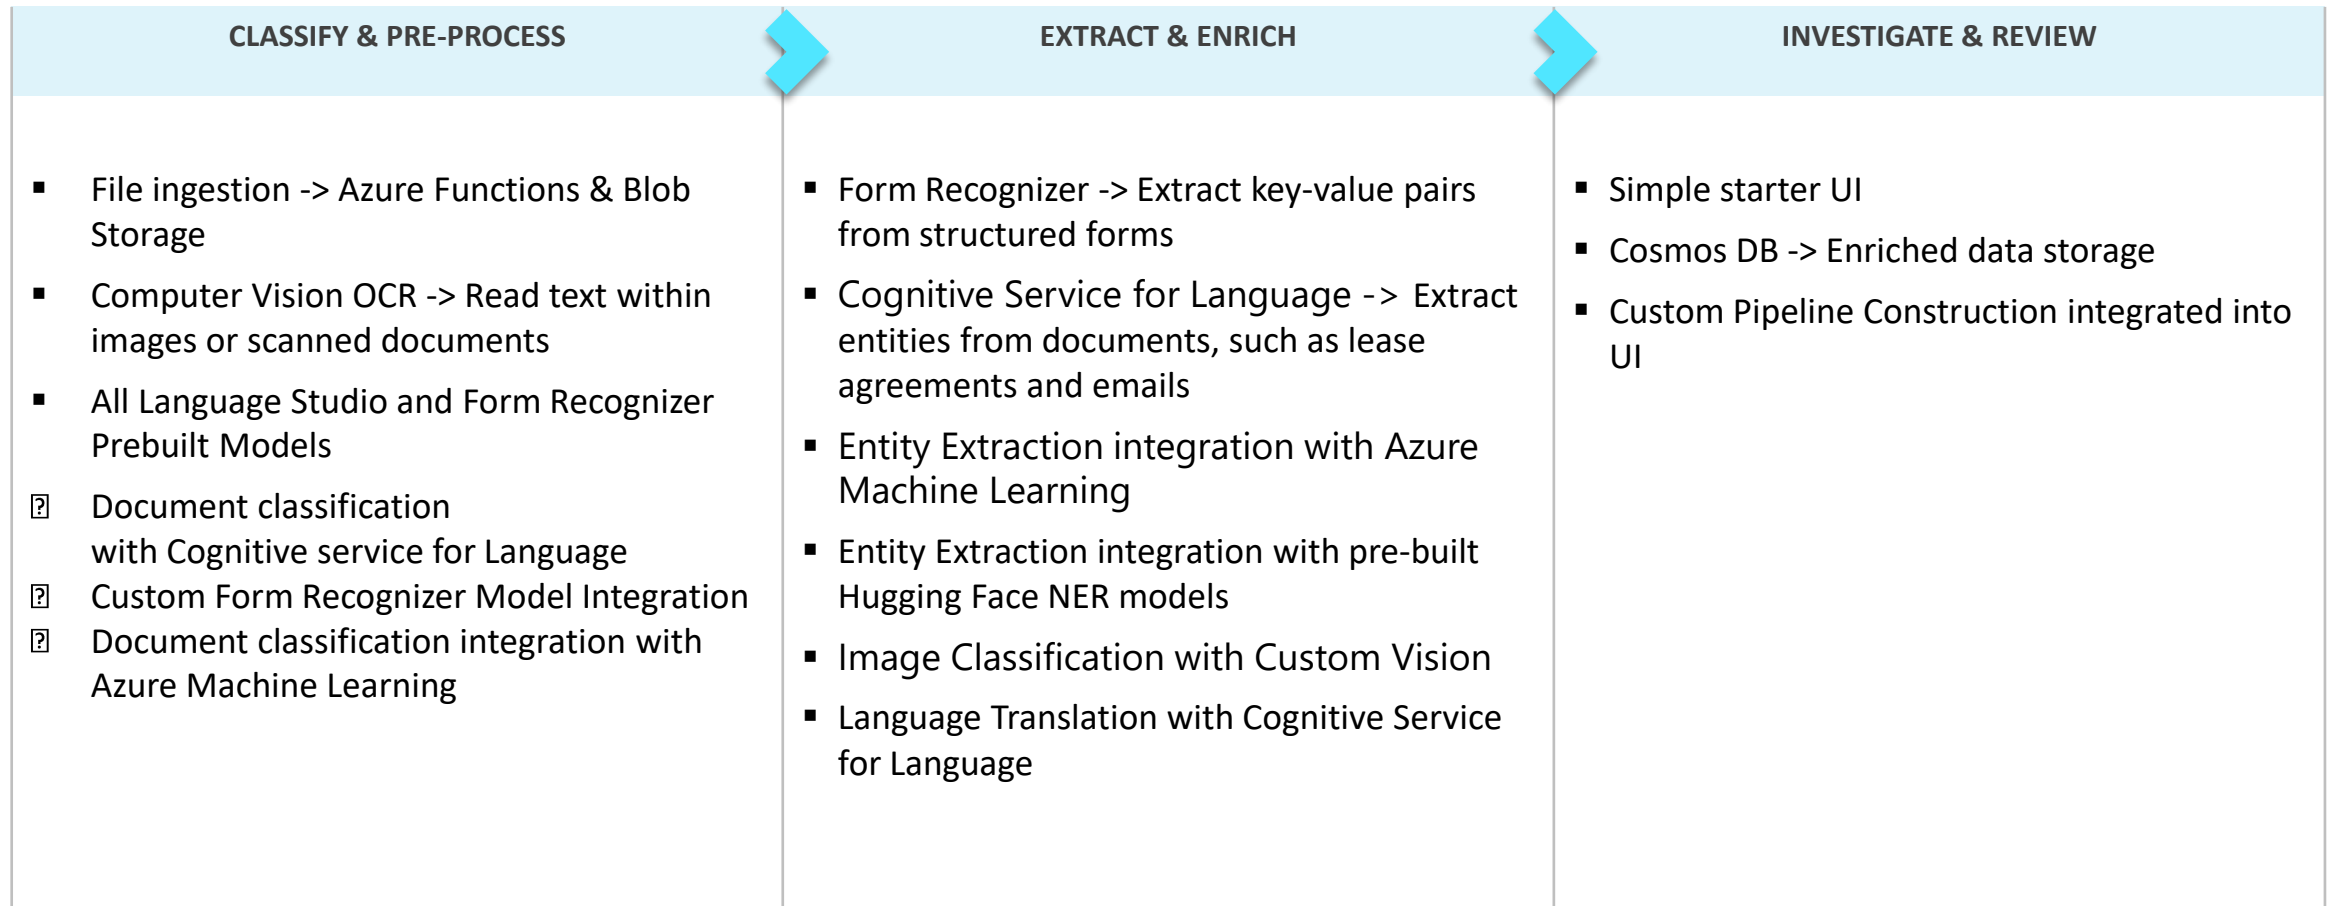 CLASSIFY & PRE-PROCESS
EXTRACT & ENRICH
INVESTIGATE & REVIEW
▪ File ingestion -> Azure Functions & Blob
Storage
▪ Computer Vision OCR -> Read text within
images or scanned documents
▪ All Language Studio and Form Recognizer
Prebuilt Models
⍰ Document classification
with Cognitive service for Language
⍰ Custom Form Recognizer Model Integration
⍰ Document classification integration with
Azure Machine Learning
▪ Form Recognizer -> Extract key-value pairs
from structured forms
▪ Cognitive Service for Language -> Extract
entities from documents, such as lease
agreements and emails
▪ Entity Extraction integration with Azure
Machine Learning
▪ Entity Extraction integration with pre-built
Hugging Face NER models
▪ Image Classification with Custom Vision
▪ Language Translation with Cognitive Service
for Language
▪ Simple starter UI
▪ Cosmos DB -> Enriched data storage
▪ Custom Pipeline Construction integrated into
UI